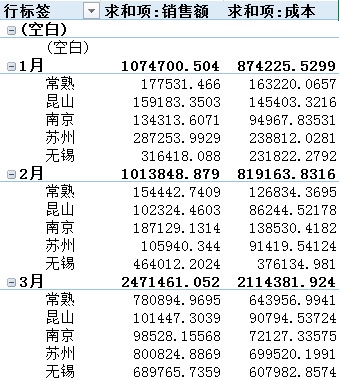 行标签 求和项:销售额 求和项:成本
(空白)
(空白)
1月 1074700.504 874225.5299
常熟 177531.466 163220.0657
昆山 159183.3503 145403.3216
南京 134313.6071 94967.83531
苏州 287253.9929 238812.0281
无锡 316418.088 231822.2792
2月 1013848.879 819163.8316
常熟 154442.7409 126834.3695
昆山 102324.4603 86244.52178
南京 187129.1314 138530.4182
苏州 105940.344 91419.54124
无锡 464012.2024 376134.981
3月 2471461.052 2114381.924
常熟 780894.9695 643956.9941
昆山 101447.3039 90794.53724
南京 98528.15568 72127.33575
苏州 800824.8869 699520.1991
无锡 689765.7359 607982.8574